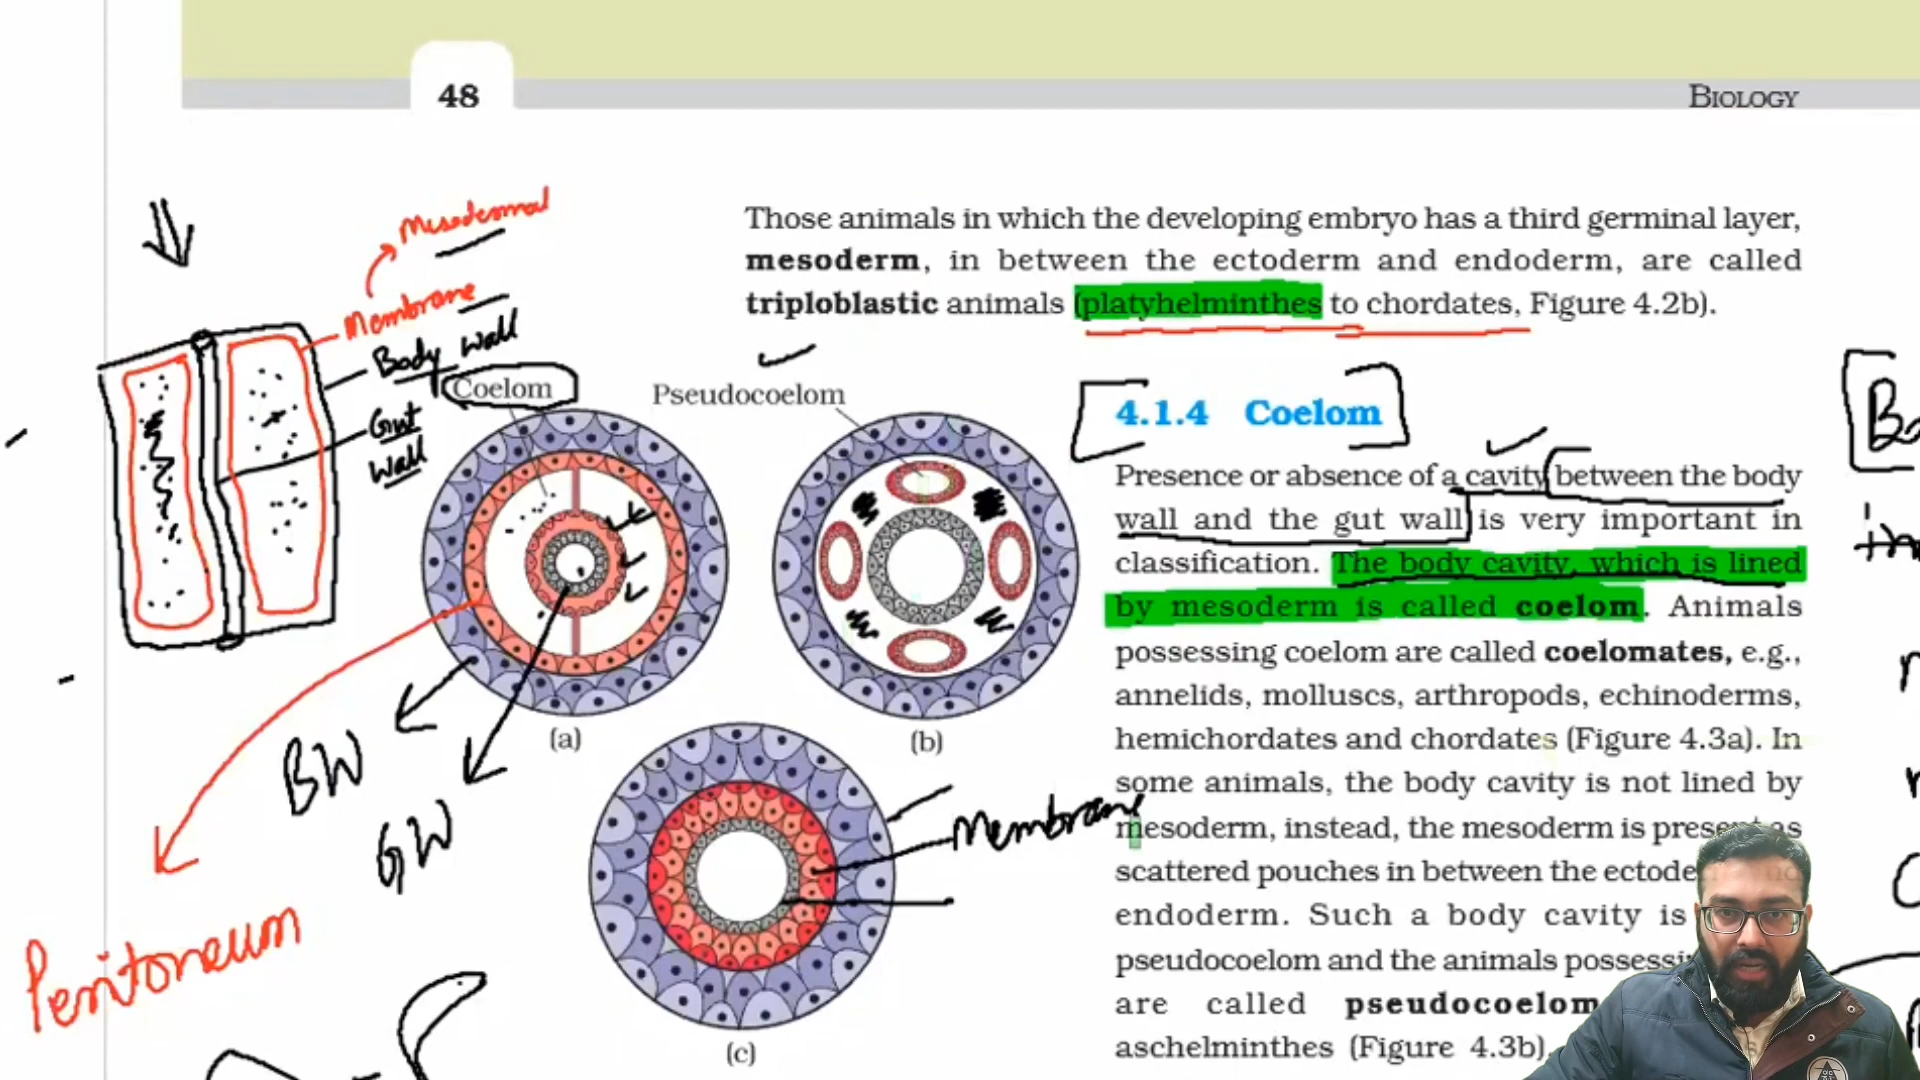 48
BIOLOGY
Those animals in which the developing embryo has a third germinal layer,
mesoderm, in between the ectoderm and endoderm, are called
triploblastic animals (platyhelminthes to chordates, Figure 4.2b).
Mesodermal
Membrane
Body wall
Gut
wall
Coelom
Pseudocoelom
(a)
(b)
BW
GW
Membrane
(c)
Peritoneum
4.1.4 Coelom
Presence or absence of a cavity between the body
wall and the gut wall is very important in
classification. The body cavity, which is lined
by mesoderm is called coelom. Animals
possessing coelom are called coelomates, e.g.,
annelids, molluscs, arthropods, echinoderms,
hemichordates and chordates (Figure 4.3a). In
some animals, the body cavity is not lined by
mesoderm, instead, the mesoderm is present as
scattered pouches in between the
endoderm. Such a body cavity is
pseudocoelom and the animals
are called
aschelminthes (Figure 4.3b).